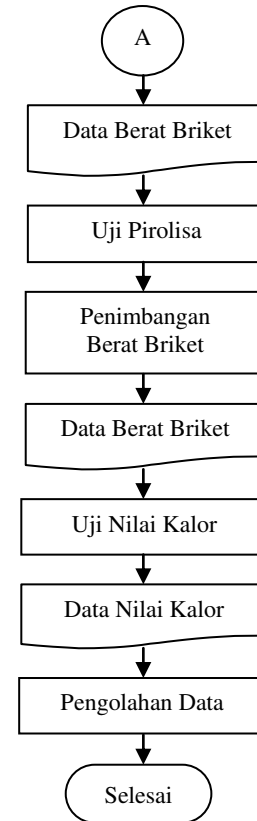 A
Data Berat Briket
Uji Pirolisa
Penimbangan
Berat Briket
Data Berat Briket
Uji Nilai Kalor
Data Nilai Kalor
Pengolahan Data
Selesai